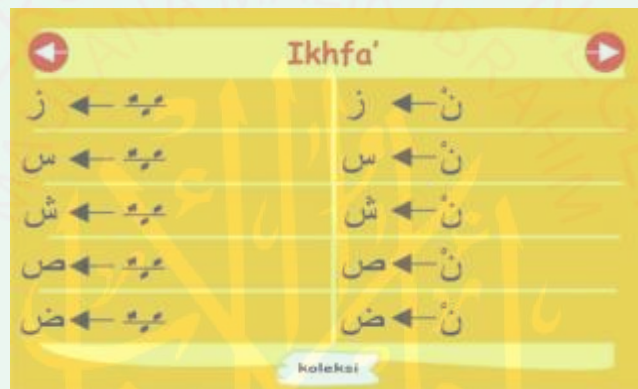 Ikhfa’
نْ ← ز ـًـٍـٌ ← ز
نْ ← س ـًـٍـٌ ← س
نْ ← ش ـًـٍـٌ ← ش
نْ ← ص ـًـٍـٌ ← ص
نْ ← ض ـًـٍـٌ ← ض
koleksi